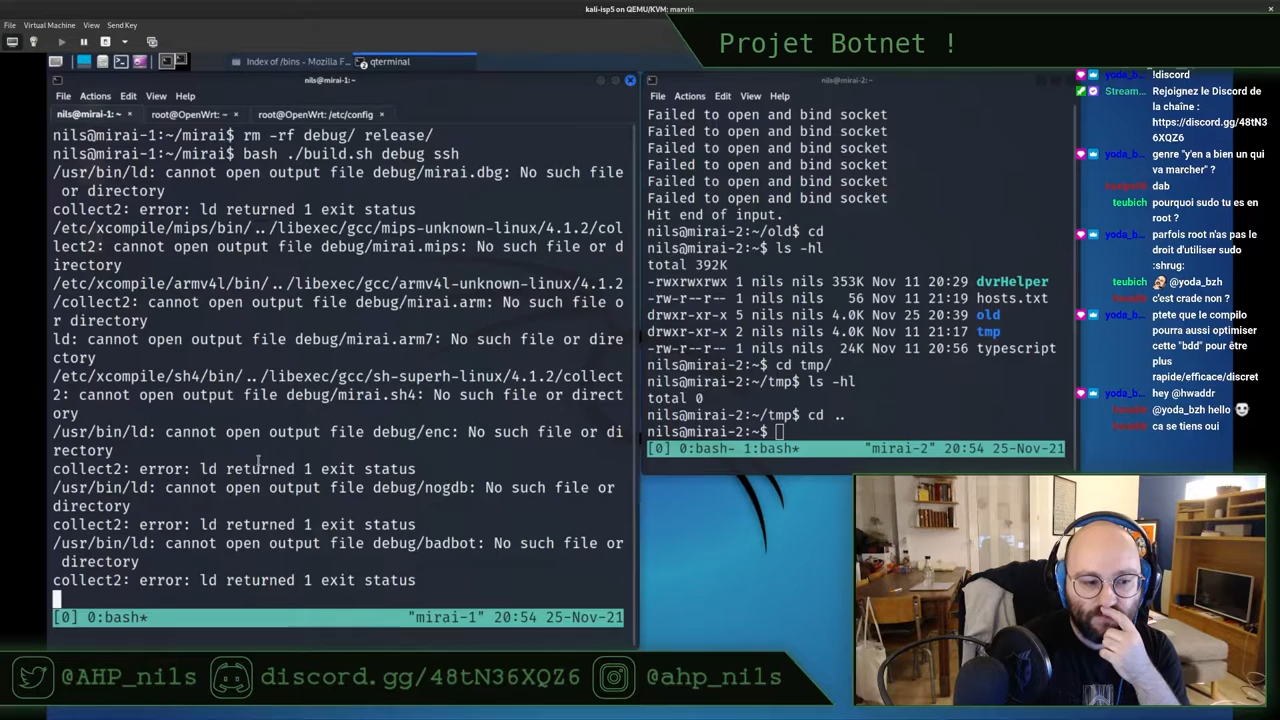 kali-isp5 on QEMU/KVM: marvin
File Virtual Machine View Send Key
Projet Botnet !
Index of /bins - Mozilla F…
qterminal
nils@mirai-1: ~
File Actions Edit View Help
nils@mirai-1: ~ × root@OpenWrt: ~ × root@OpenWrt: /etc/config ×
nils@mirai-1:~/mirai$ rm -rf debug/ release/
nils@mirai-1:~/mirai$ bash ./build.sh debug ssh
/usr/bin/ld: cannot open output file debug/mirai.dbg: No such file
or directory
collect2: error: ld returned 1 exit status
/etc/xcompile/mips/bin/../libexec/gcc/mips-unknown-linux/4.1.2/col
lect2: cannot open output file debug/mirai.mips: No such file or d
irectory
/etc/xcompile/armv4l/bin/../libexec/gcc/armv4l-unknown-linux/4.1.2
/collect2: cannot open output file debug/mirai.arm: No such file o
r directory
ld: cannot open output file debug/mirai.arm7: No such file or dire
ctory
/etc/xcompile/sh4/bin/../libexec/gcc/sh-superh-linux/4.1.2/collect
2: cannot open output file debug/mirai.sh4: No such file or direct
ory
/usr/bin/ld: cannot open output file debug/enc: No such file or di
rectory
collect2: error: ld returned 1 exit status
/usr/bin/ld: cannot open output file debug/nogdb: No such file or
directory
collect2: error: ld returned 1 exit status
/usr/bin/ld: cannot open output file debug/badbot: No such file or
directory
collect2: error: ld returned 1 exit status
[0] 0:bash* "mirai-1" 20:54 25-Nov-21
nils@mirai-2: ~
File Actions Edit View Help
Failed to open and bind socket
Failed to open and bind socket
Failed to open and bind socket
Failed to open and bind socket
Failed to open and bind socket
Failed to open and bind socket
Hit end of input.
nils@mirai-2:~/old$ cd
nils@mirai-2:~$ ls -hl
total 392K
-rwxrwxrwx 1 nils nils 353K Nov 11 20:29 dvrHelper
-rw-r--r-- 1 nils nils 56 Nov 11 21:19 hosts.txt
drwxr-xr-x 5 nils nils 4.0K Nov 25 20:39 old
drwxr-xr-x 2 nils nils 4.0K Nov 11 21:17 tmp
-rw-r--r-- 1 nils nils 24K Nov 11 20:56 typescript
nils@mirai-2:~$ cd tmp/
nils@mirai-2:~/tmp$ ls -hl
total 0
nils@mirai-2:~/tmp$ cd ..
nils@mirai-2:~$
[0] 0:bash- 1:bash* "mirai-2" 20:54 25-Nov-21
yoda_b… !discord
Stream… Rejoignez le Discord de
la chaîne :
https://discord.gg/48tN3
6XQZ6
yoda_b… genre "y'en a bien un qui
va marcher" ?
dab
teubich pourquoi sudo tu es en
root ?
yoda_b… parfois root n'as pas le
droit d'utiliser sudo
:shrug:
teubich @yoda_bzh
c'est crade non ?
yoda_b… ptete que le compilo
pourra aussi optimiser
cette "bdd" pour être
plus
rapide/efficace/discret
yoda_b… hey @hwaddr
@yoda_bzh hello
ca se tiens oui
@AHP_nils discord.gg/48tN36XQZ6 @ahp_nils